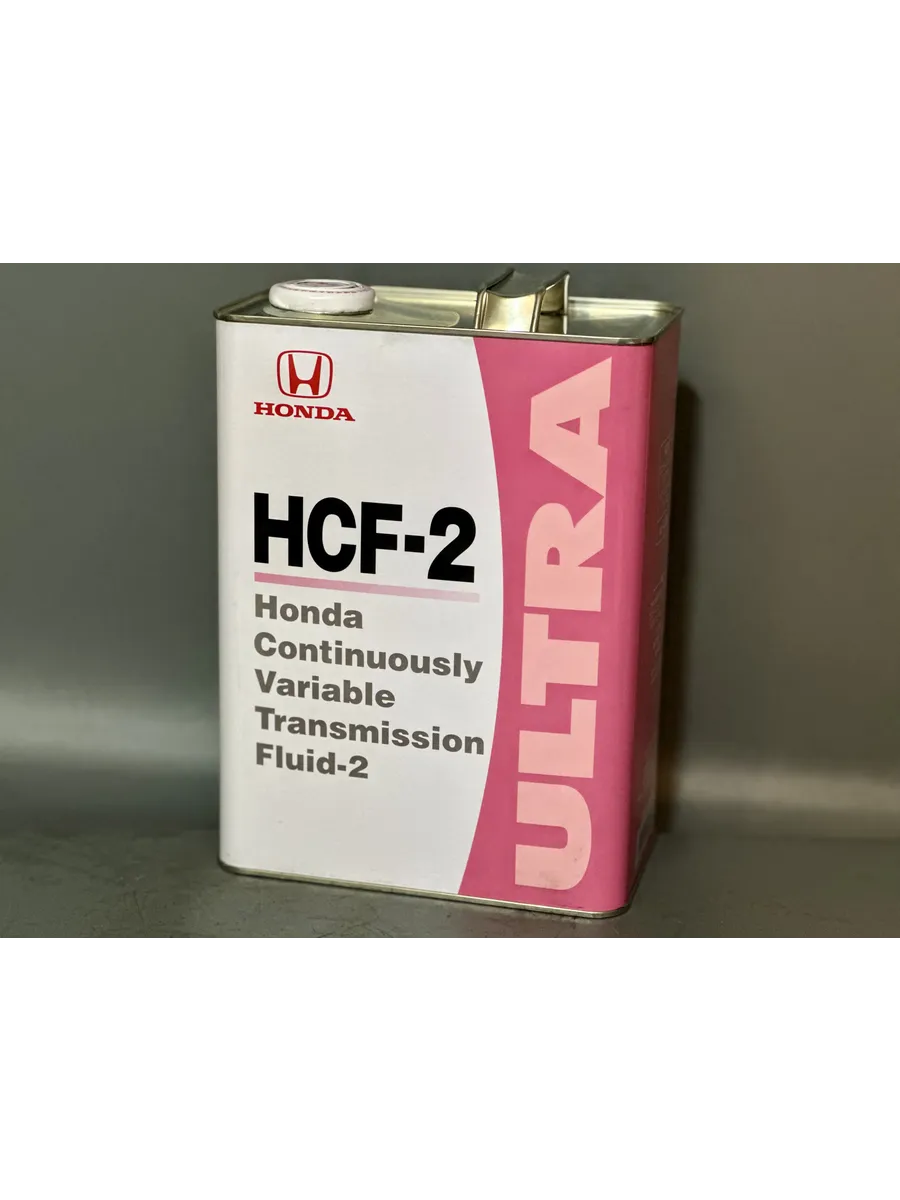 HONDA
HCF-2
Honda
Continuously
Variable
Transmission
Fluid-2
ULTRA